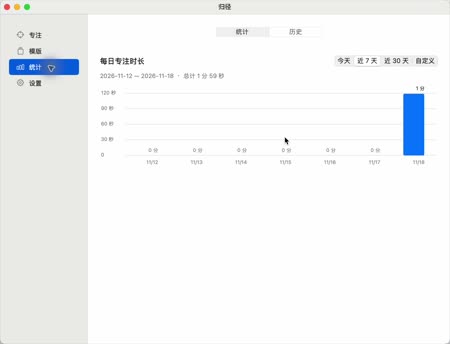 归径
专注
模版
统计
设置
统计 历史
每日专注时长
今天 近 7 天 近 30 天 自定义
2026-11-12 — 2026-11-18 · 总计 1 分 59 秒
120 秒
90 秒
60 秒
30 秒
0
0 分 0 分 0 分 0 分 0 分 0 分 1 分
11/12 11/13 11/14 11/15 11/16 11/17 11/18